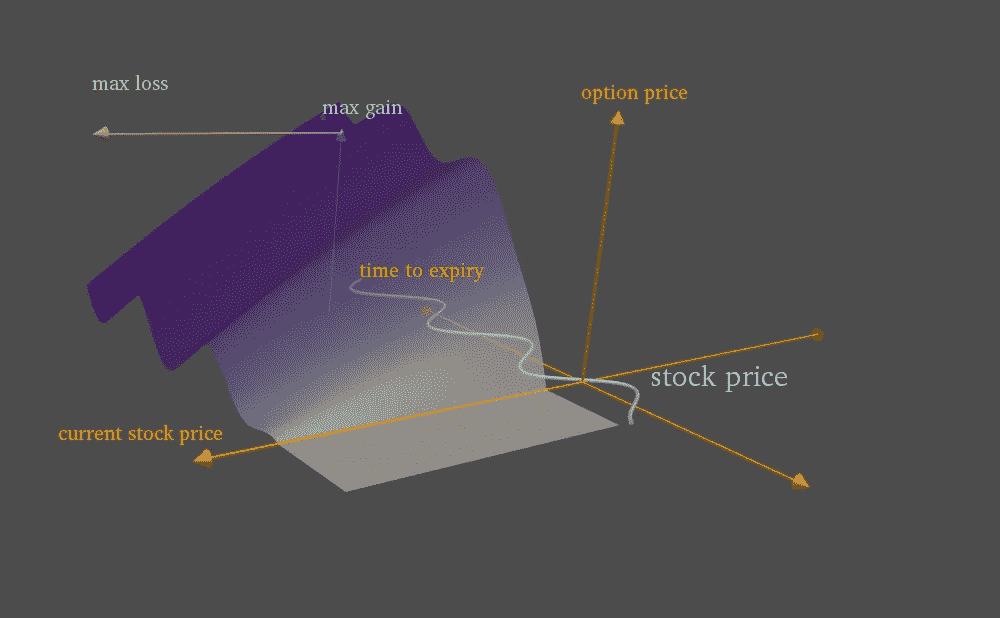 max loss
option price
max gain
time to expiry
stock price
current stock price